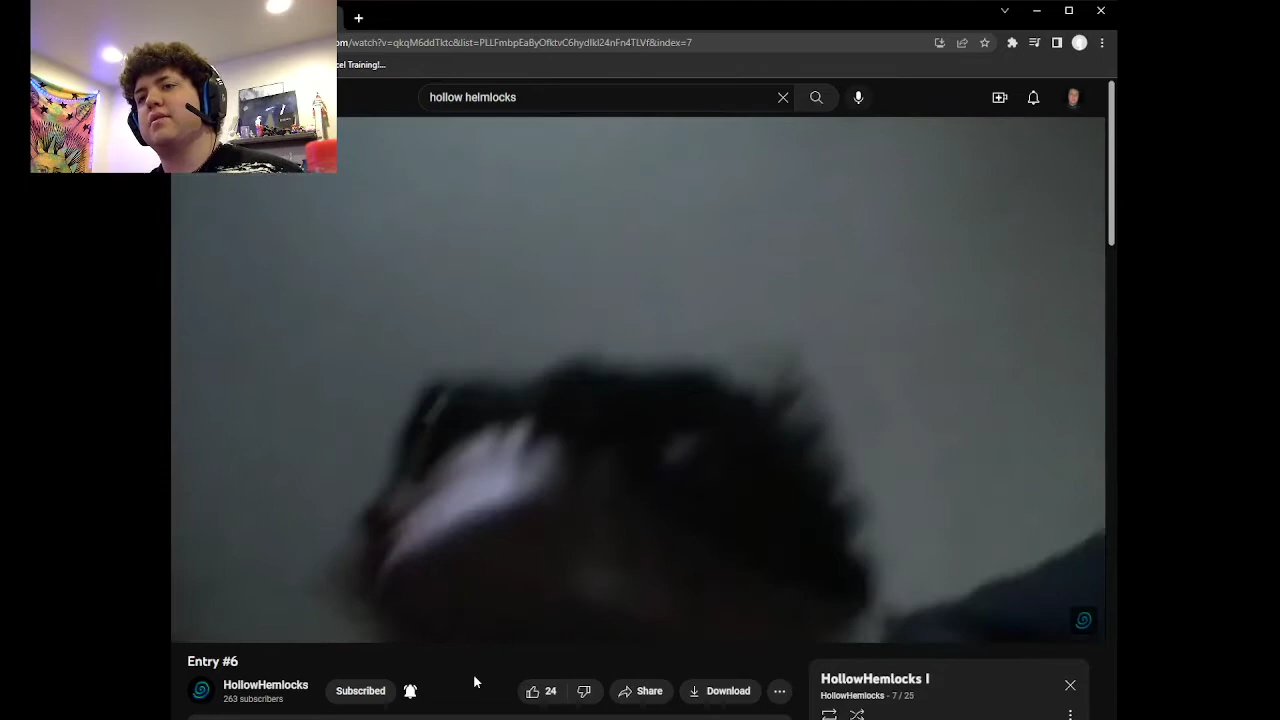 om/watch?v=qkqM6ddTktc&list=PLLFmbpEaByOfktvC6hydlkl24nFn4TLVf&index=7
cel Training!...
hollow helmlocks
Entry #6
HollowHemlocks
263 subscribers
Subscribed
24
Share
Download
HollowHemlocks I
HollowHemlocks - 7 / 25